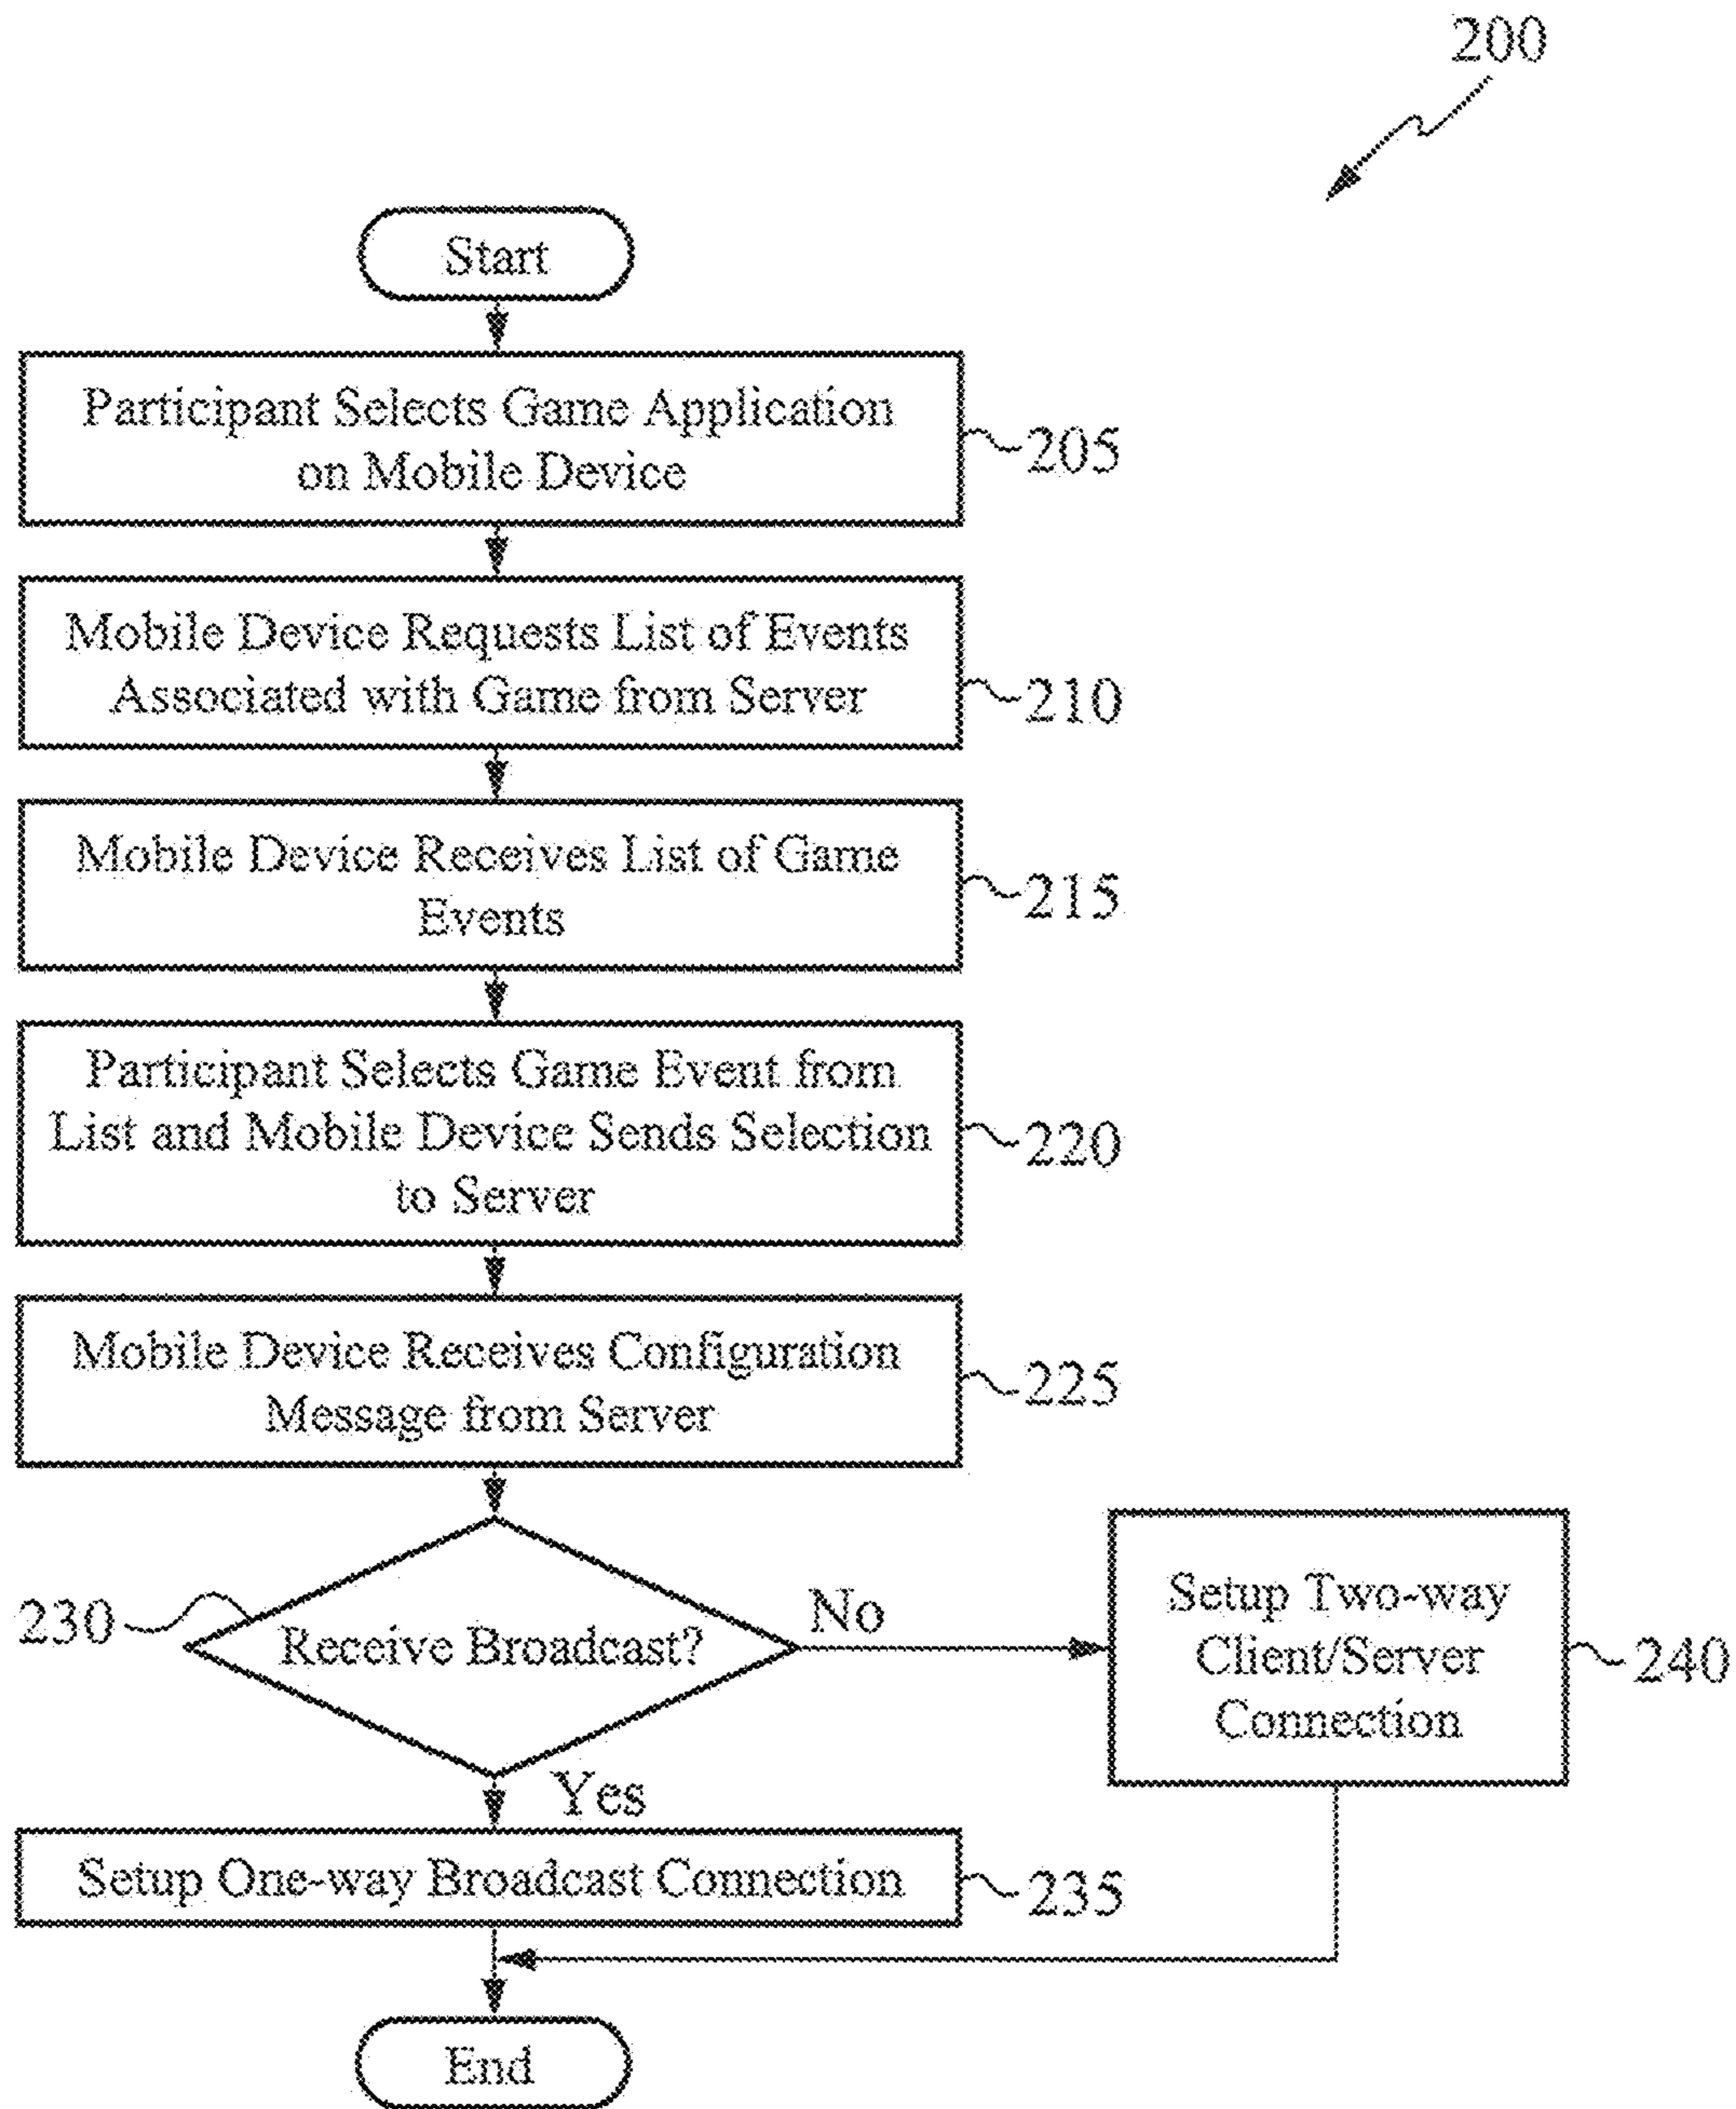 200
Start
Participant Selects Game Application
on Mobile Device
205
Mobile Device Requests List of Events
Associated with Game from Server
210
Mobile Device Receives List of Game
Events
215
Participant Selects Game Event from
List and Mobile Device Sends Selection
to Server
220
Mobile Device Receives Configuration
Message from Server
225
230
Receive Broadcast?
No
Setup Two-way
Client/Server
Connection
240
Yes
Setup One-way Broadcast Connection
235
End